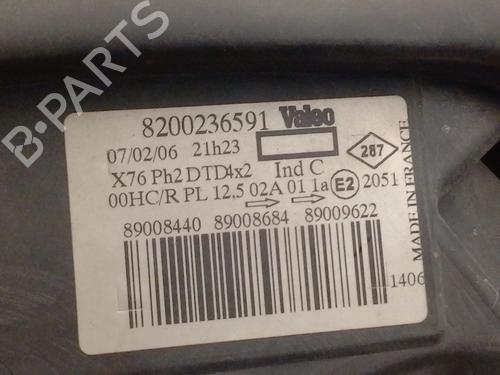 B-PARTS
8200236591 Valeo
07/02/06 21h23
287
X76 Ph2 DTD4x2 Ind C
00HC/R PL 12,5 02A 01 1a E2 2051
89008440 89008684 89009622
MADE IN FRANCE
1406